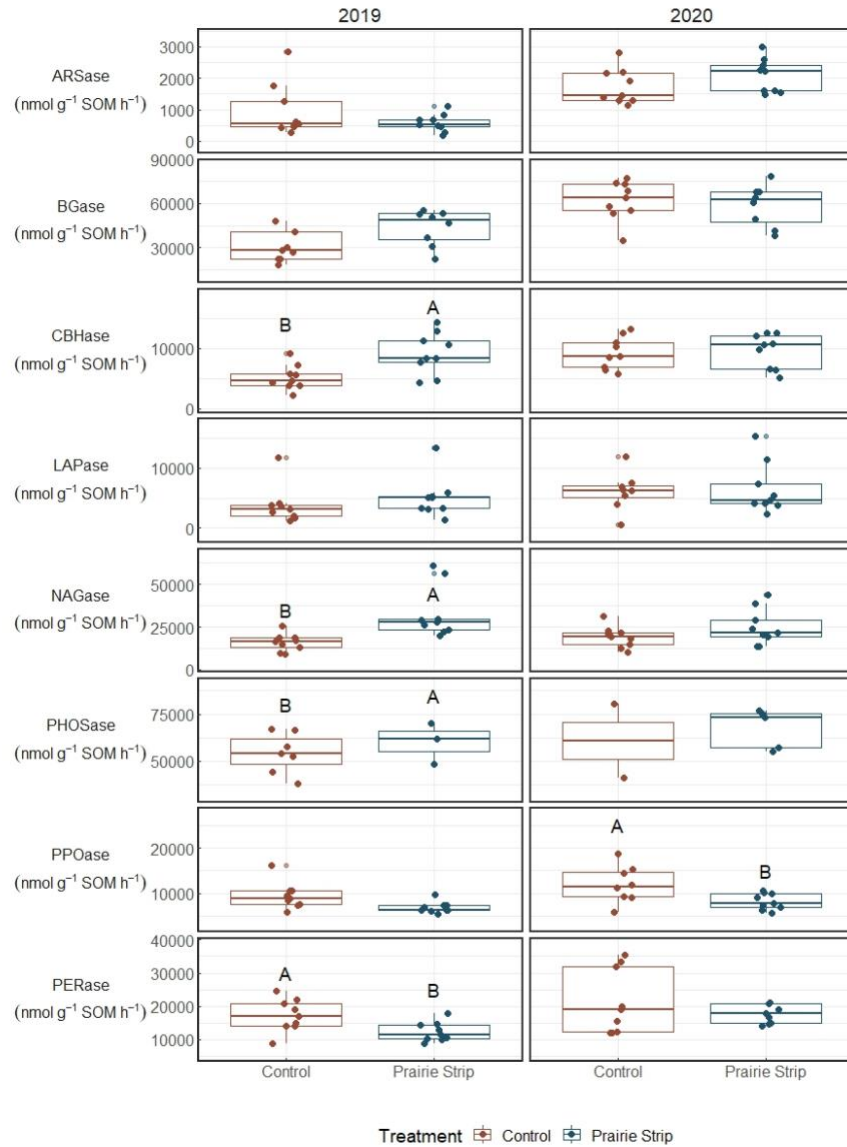 2019 2020
3000
ARSase
2000
(nmol g⁻¹ SOM h⁻¹)
1000
0
90000
BGase
60000
(nmol g⁻¹ SOM h⁻¹)
30000
A
B
CBHase
10000
(nmol g⁻¹ SOM h⁻¹)
0
LAPase
10000
(nmol g⁻¹ SOM h⁻¹)
0
50000
NAGase
A
B
(nmol g⁻¹ SOM h⁻¹)
25000
0
A
B
PHOSase
75000
(nmol g⁻¹ SOM h⁻¹)
50000
A
PPOase
20000
B
(nmol g⁻¹ SOM h⁻¹)
10000
0
40000
PERase
A
30000
B
(nmol g⁻¹ SOM h⁻¹)
20000
10000
Control Prairie Strip Control Prairie Strip
Treatment Control Prairie Strip